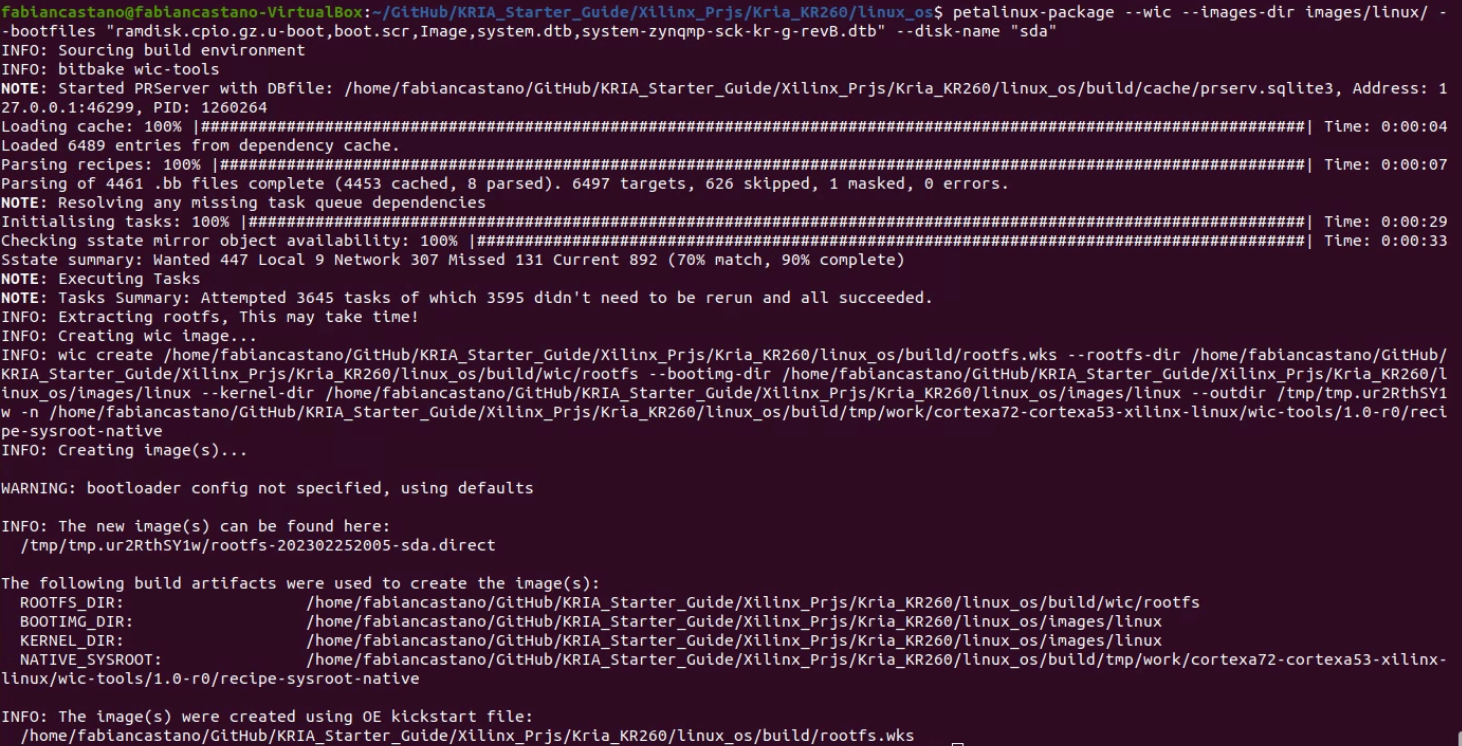 fabiancastano@fabiancastano-VirtualBox:~/GitHub/KRIA_Starter_Guide/Xilinx_Prjs/Kria_KR260/linux_os$ petalinux-package --wic --images-dir images/linux/ -
-bootfiles "ramdisk.cpio.gz.u-boot,boot.scr,Image,system.dtb,system-zynqmp-sck-kr-g-revB.dtb" --disk-name "sda"
INFO: Sourcing build environment
INFO: bitbake wic-tools
NOTE: Started PRServer with DBfile: /home/fabiancastano/GitHub/KRIA_Starter_Guide/Xilinx_Prjs/Kria_KR260/linux_os/build/cache/prserv.sqlite3, Address: 1
27.0.0.1:46299, PID: 1260264
Loading cache: 100% |####################################################################################################################| Time: 0:00:04
Loaded 6489 entries from dependency cache.
Parsing recipes: 100% |##################################################################################################################| Time: 0:00:07
Parsing of 4461 .bb files complete (4453 cached, 8 parsed). 6497 targets, 626 skipped, 1 masked, 0 errors.
NOTE: Resolving any missing task queue dependencies
Initialising tasks: 100% |###############################################################################################################| Time: 0:00:29
Checking sstate mirror object availability: 100% |#######################################################################################| Time: 0:00:33
Sstate summary: Wanted 447 Local 9 Network 307 Missed 131 Current 892 (70% match, 90% complete)
NOTE: Executing Tasks
NOTE: Tasks Summary: Attempted 3645 tasks of which 3595 didn't need to be rerun and all succeeded.
INFO: Extracting rootfs, This may take time!
INFO: Creating wic image...
INFO: wic create /home/fabiancastano/GitHub/KRIA_Starter_Guide/Xilinx_Prjs/Kria_KR260/linux_os/build/rootfs.wks --rootfs-dir /home/fabiancastano/GitHub/
KRIA_Starter_Guide/Xilinx_Prjs/Kria_KR260/linux_os/build/wic/rootfs --bootimg-dir /home/fabiancastano/GitHub/KRIA_Starter_Guide/Xilinx_Prjs/Kria_KR260/l
inux_os/images/linux --kernel-dir /home/fabiancastano/GitHub/KRIA_Starter_Guide/Xilinx_Prjs/Kria_KR260/linux_os/images/linux --outdir /tmp/tmp.ur2RthSY1
w -n /home/fabiancastano/GitHub/KRIA_Starter_Guide/Xilinx_Prjs/Kria_KR260/linux_os/build/tmp/work/cortexa72-cortexa53-xilinx-linux/wic-tools/1.0-r0/reci
pe-sysroot-native
INFO: Creating image(s)...
WARNING: bootloader config not specified, using defaults
INFO: The new image(s) can be found here:
/tmp/tmp.ur2RthSY1w/rootfs-202302252005-sda.direct
The following build artifacts were used to create the image(s):
ROOTFS_DIR: /home/fabiancastano/GitHub/KRIA_Starter_Guide/Xilinx_Prjs/Kria_KR260/linux_os/build/wic/rootfs
BOOTIMG_DIR: /home/fabiancastano/GitHub/KRIA_Starter_Guide/Xilinx_Prjs/Kria_KR260/linux_os/images/linux
KERNEL_DIR: /home/fabiancastano/GitHub/KRIA_Starter_Guide/Xilinx_Prjs/Kria_KR260/linux_os/images/linux
NATIVE_SYSROOT: /home/fabiancastano/GitHub/KRIA_Starter_Guide/Xilinx_Prjs/Kria_KR260/linux_os/build/tmp/work/cortexa72-cortexa53-xilinx-
linux/wic-tools/1.0-r0/recipe-sysroot-native
INFO: The image(s) were created using OE kickstart file:
/home/fabiancastano/GitHub/KRIA_Starter_Guide/Xilinx_Prjs/Kria_KR260/linux_os/build/rootfs.wks